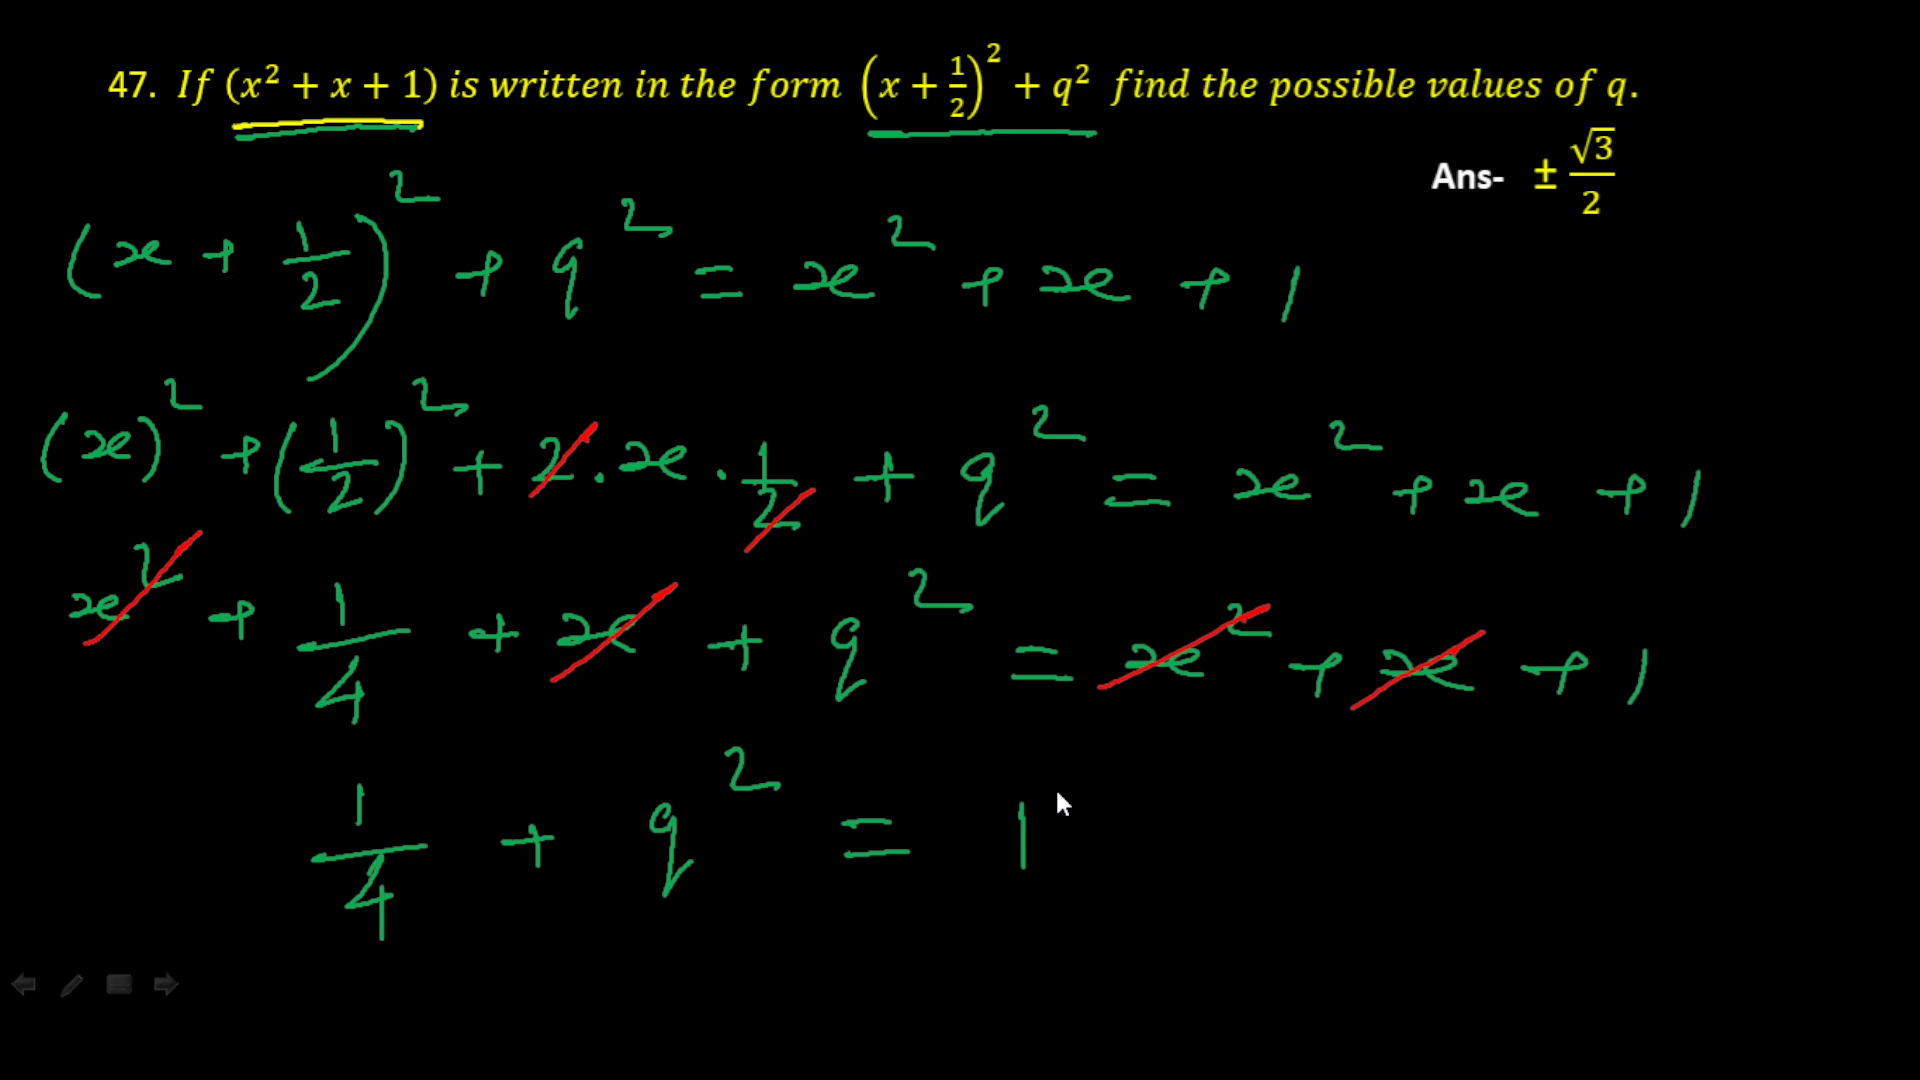 47. If (x² + x + 1) is written in the form (x + 1/2)² + q² find the possible values of q.
Ans- ± √3/2
(x + 1/2)² + q² = x² + x + 1
(x)² + (1/2)² + 2 . x . 1/2 + q² = x² + x + 1
x² + 1/4 + x + q² = x² + x + 1
1/4 + q² = 1